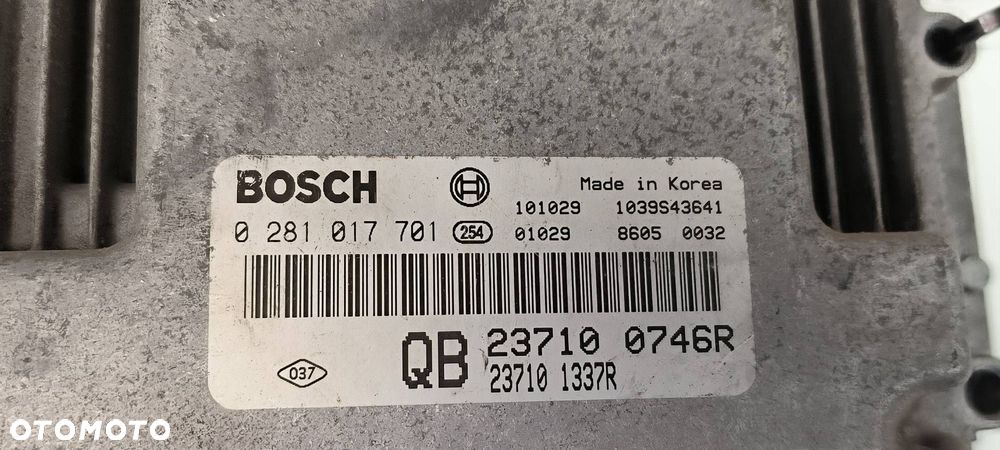 BOSCH
Made in Korea
101029 1039S43641
0 281 017 701 254 01029 8605 0032
037
QB 23710 0746R
23710 1337R
OTOMOTO